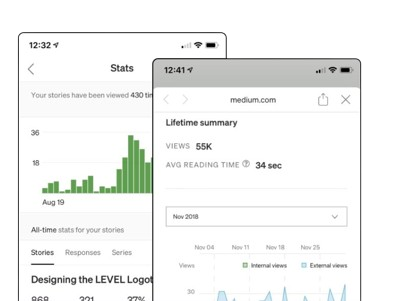 12:32
Stats
Your stories have been viewed 430
36
18
Aug 19
All-time stats for your stories
Stories Responses Series
Designing the LEVEL
868 321 37%
12:41
medium.com
Lifetime summary
VIEWS 55K
AVG READING TIME ? 34 sec
Nov 2018
Nov 04 Nov 11 Nov 18 Nov 25
Views Internal views External views
30